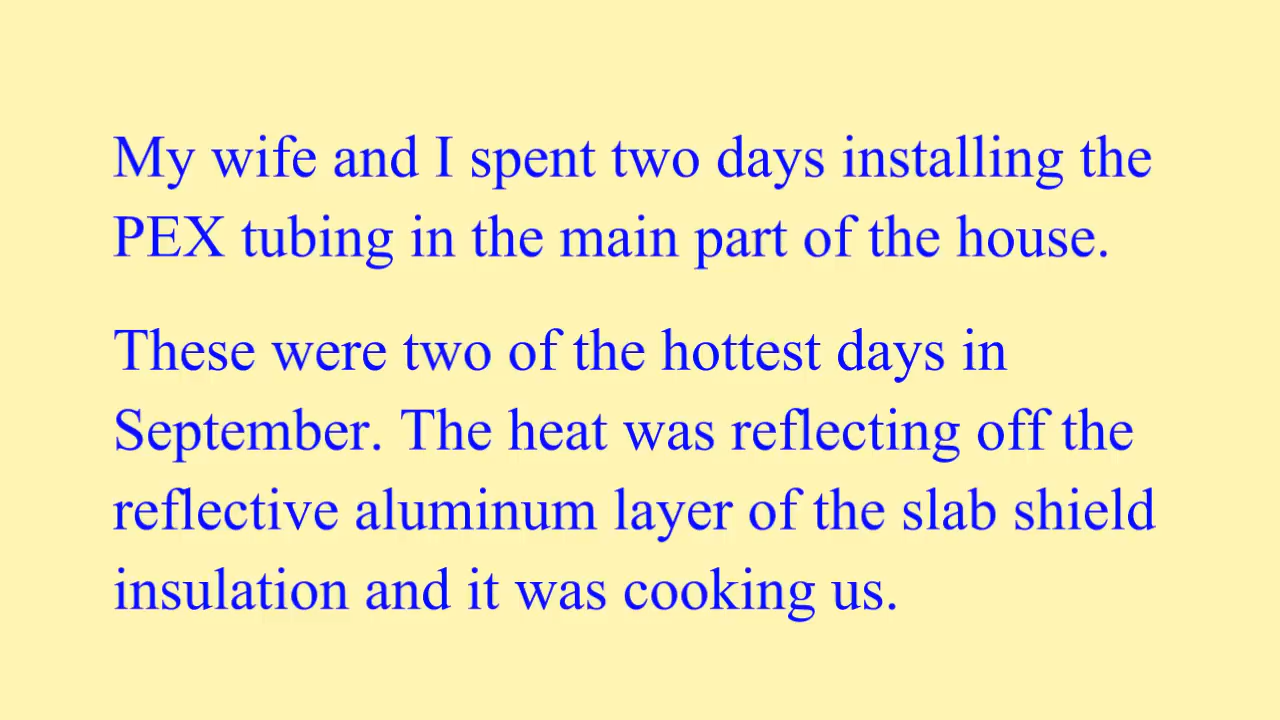 My wife and I spent two days installing the
PEX tubing in the main part of the house.
These were two of the hottest days in
September. The heat was reflecting off the
reflective aluminum layer of the slab shield
insulation and it was cooking us.